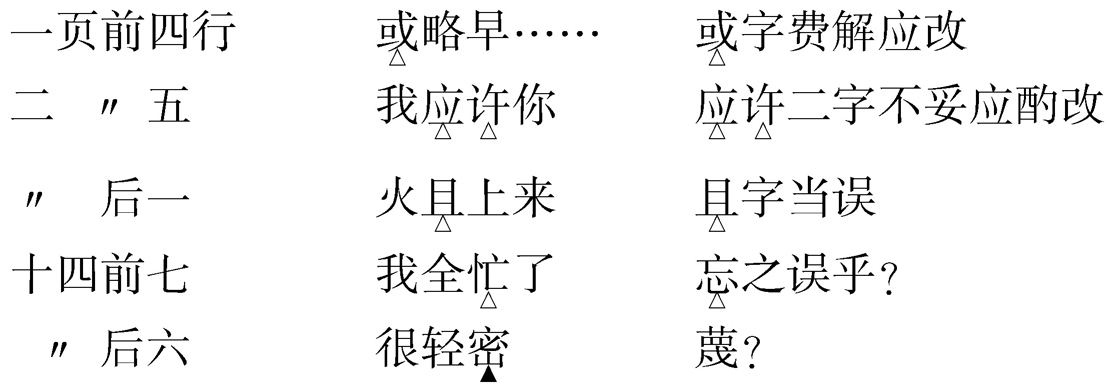 一页前四行 或略早…… 或字费解应改
二 〃 五 我应许你 应许二字不妥应酌改
〃 后一 火且上来 且字当误
十四前七 我全忙了 忘之误乎？
〃 后六 很轻密 蔑？